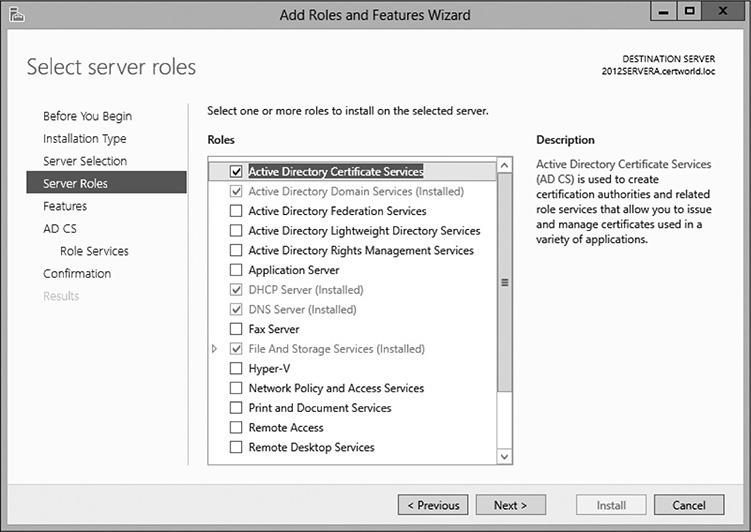 Add Roles and Features Wizard
Select server roles
DESTINATION SERVER
2012SERVERA.certworld.loc
Before You Begin
Installation Type
Server Selection
Server Roles
Features
AD CS
Role Services
Confirmation
Results
Select one or more roles to install on the selected server.
Roles
Active Directory Certificate Services
Active Directory Domain Services (Installed)
Active Directory Federation Services
Active Directory Lightweight Directory Services
Active Directory Rights Management Services
Application Server
DHCP Server (Installed)
DNS Server (Installed)
Fax Server
File And Storage Services (Installed)
Hyper-V
Network Policy and Access Services
Print and Document Services
Remote Access
Remote Desktop Services
Description
Active Directory Certificate Services
(AD CS) is used to create
certification authorities and related
role services that allow you to issue
and manage certificates used in a
variety of applications.
< Previous
Next >
Install
Cancel